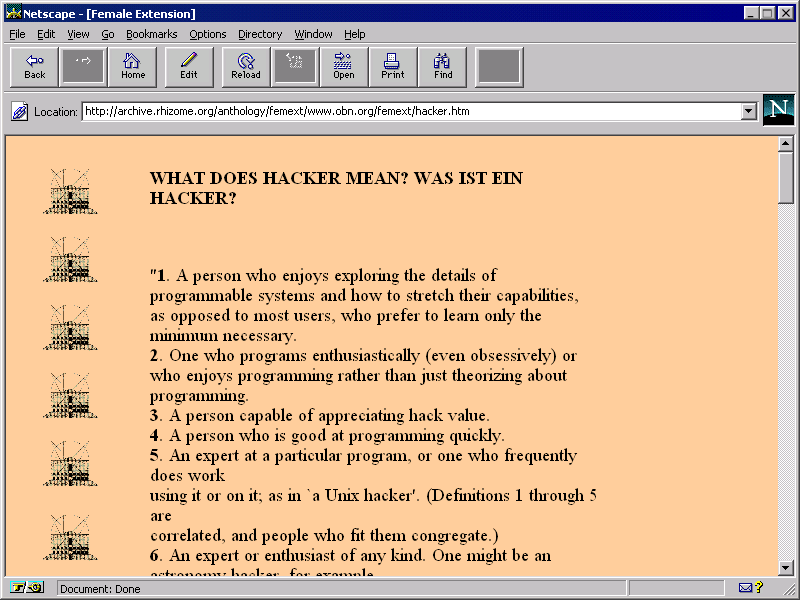 Netscape - [Female Extension]
File Edit View Go Bookmarks Options Directory Window Help
Back Home Edit Reload Open Print Find
Location: http://archive.rhizome.org/anthology/femext/www.obn.org/femext/hacker.htm
N
WHAT DOES HACKER MEAN? WAS IST EIN
HACKER?
"1. A person who enjoys exploring the details of
programmable systems and how to stretch their capabilities,
as opposed to most users, who prefer to learn only the
minimum necessary.
2. One who programs enthusiastically (even obsessively) or
who enjoys programming rather than just theorizing about
programming.
3. A person capable of appreciating hack value.
4. A person who is good at programming quickly.
5. An expert at a particular program, or one who frequently
does work
using it or on it; as in `a Unix hacker'. (Definitions 1 through 5
are
correlated, and people who fit them congregate.)
6. An expert or enthusiast of any kind. One might be an
astronomy hacker, for example.
Document: Done